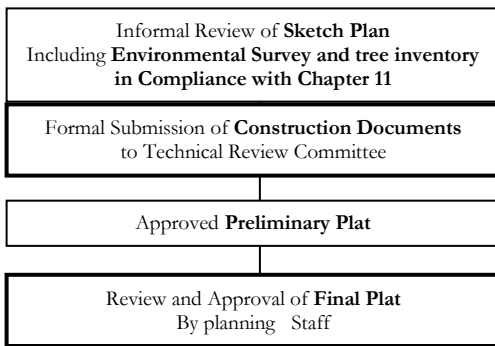 Informal Review of Sketch Plan
Including Environmental Survey and tree inventory
in Compliance with Chapter 11
Formal Submission of Construction Documents
to Technical Review Committee
Approved Preliminary Plat
Review and Approval of Final Plat
By planning Staff